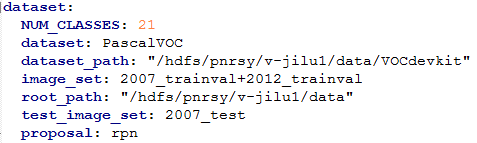 dataset:
  NUM_CLASSES: 21
  dataset: PascalVOC
  dataset_path: "/hdfs/pnrsy/v-jilu1/data/VOCdevkit"
  image_set: 2007_trainval+2012_trainval
  root_path: "/hdfs/pnrsy/v-jilu1/data"
  test_image_set: 2007_test
  proposal: rpn